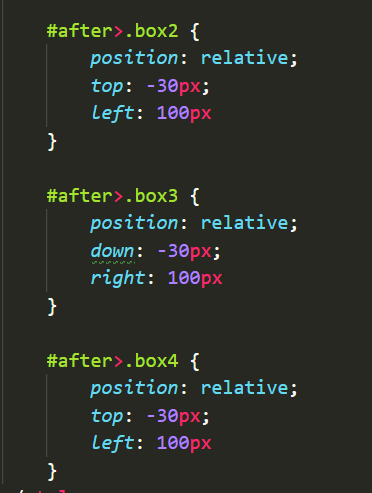 #after>.box2 {
position: relative;
top: -30px;
left: 100px
}
#after>.box3 {
position: relative;
down: -30px;
right: 100px
}
#after>.box4 {
position: relative;
top: -30px;
left: 100px
}